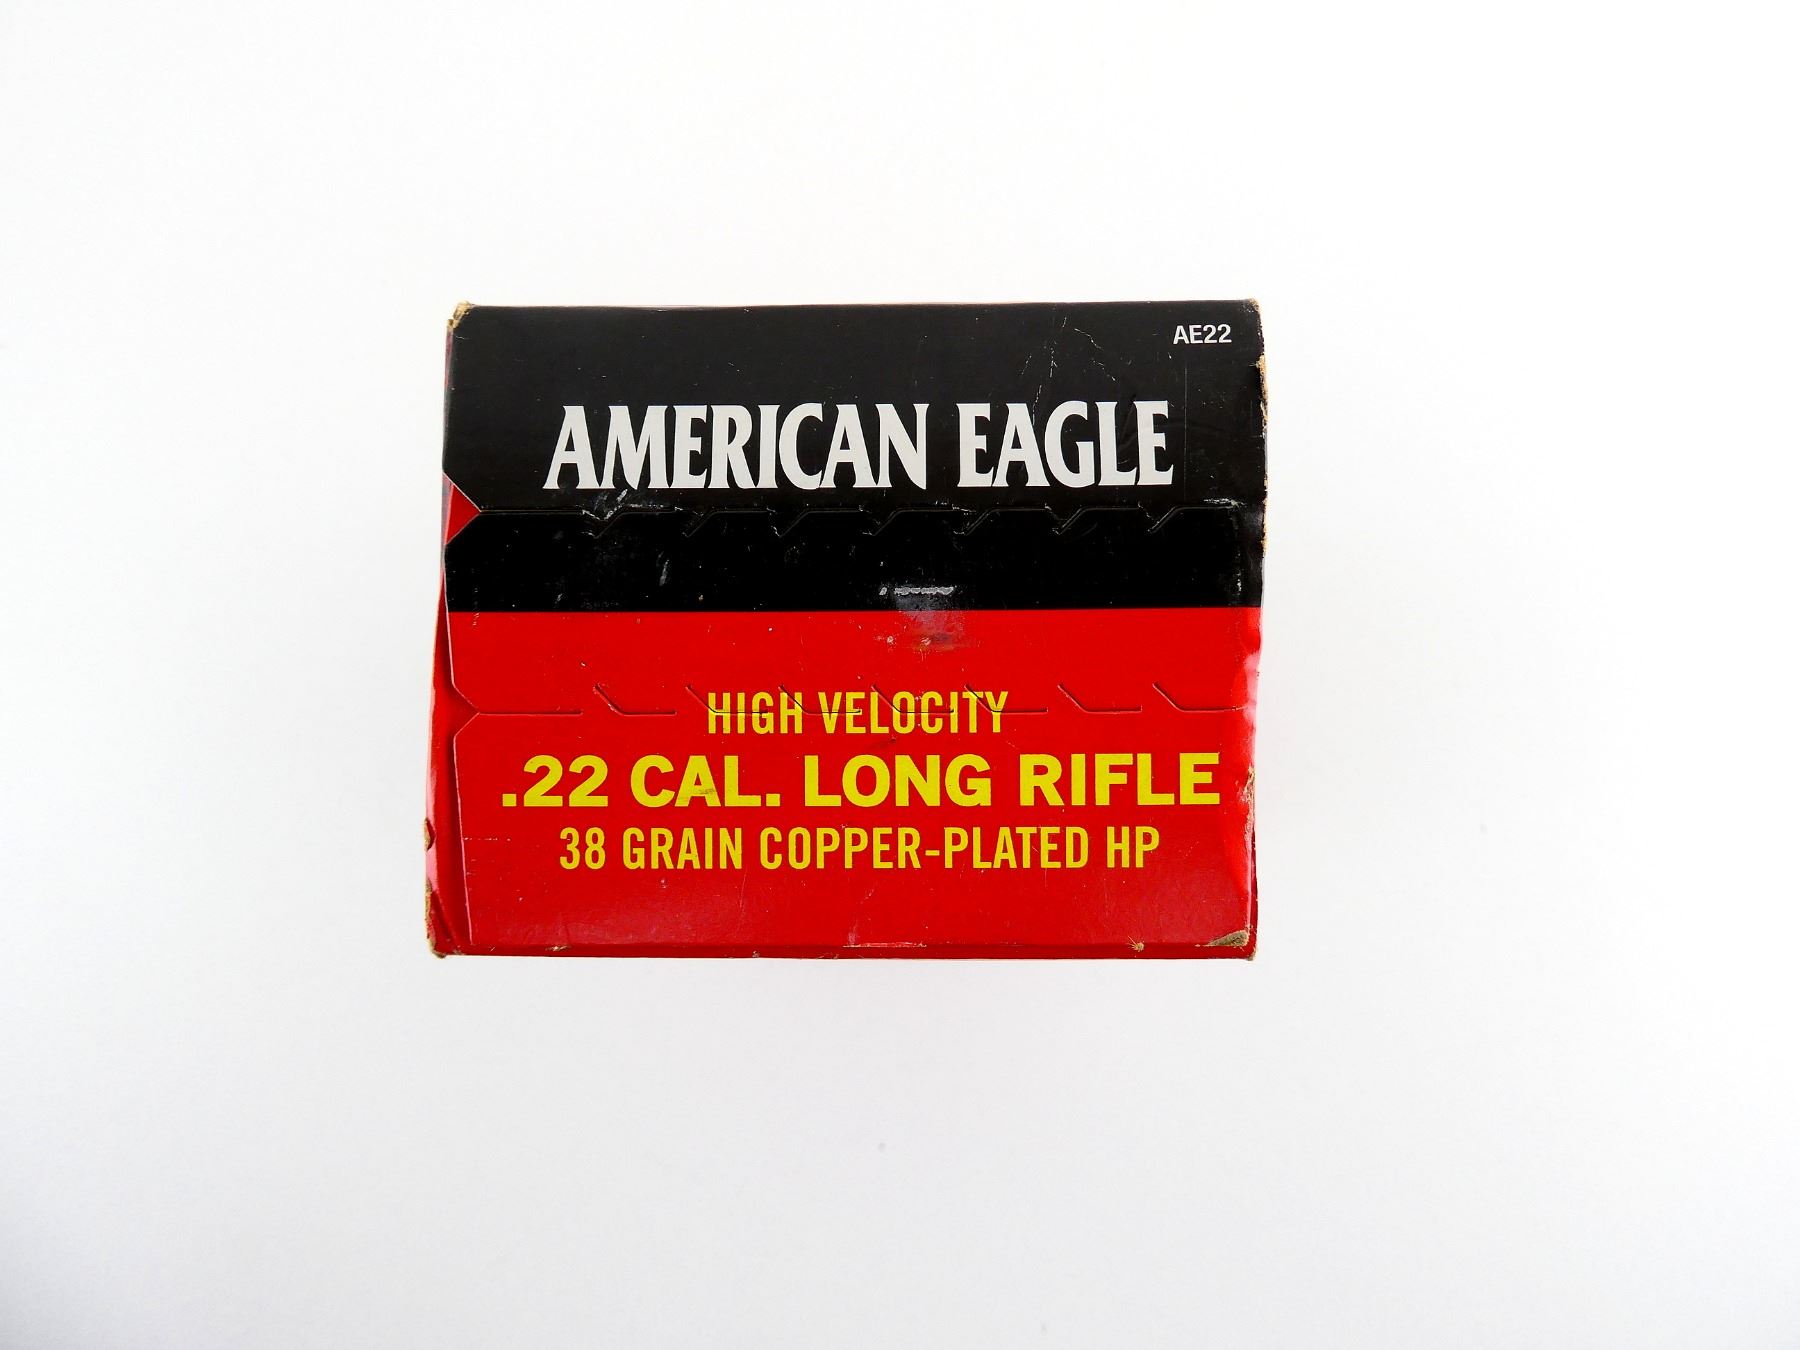 AE22
AMERICAN EAGLE
HIGH VELOCITY
.22 CAL. LONG RIFLE
38 GRAIN COPPER-PLATED HP